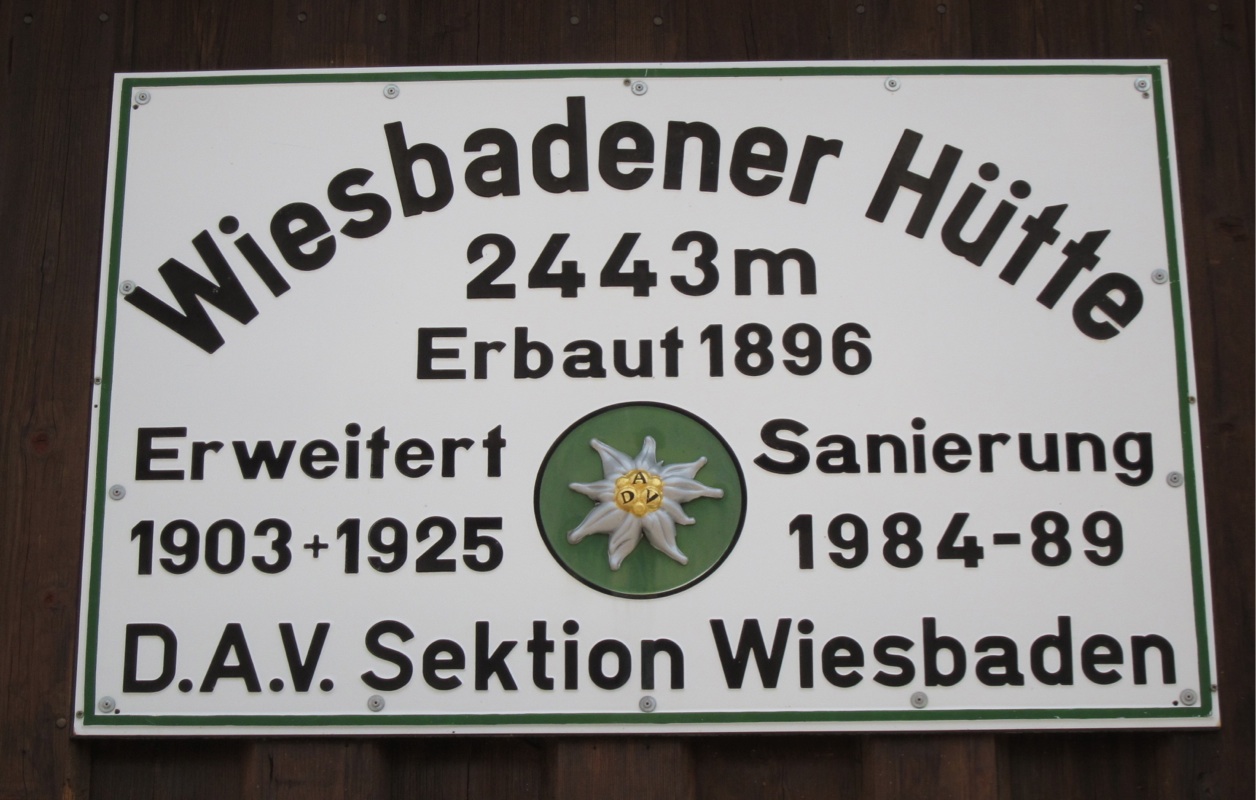 Wiesbadener Hütte
2443m
Erbaut 1896
Erweitert
1903+1925
A
D V
Sanierung
1984-89
D.A.V. Sektion Wiesbaden